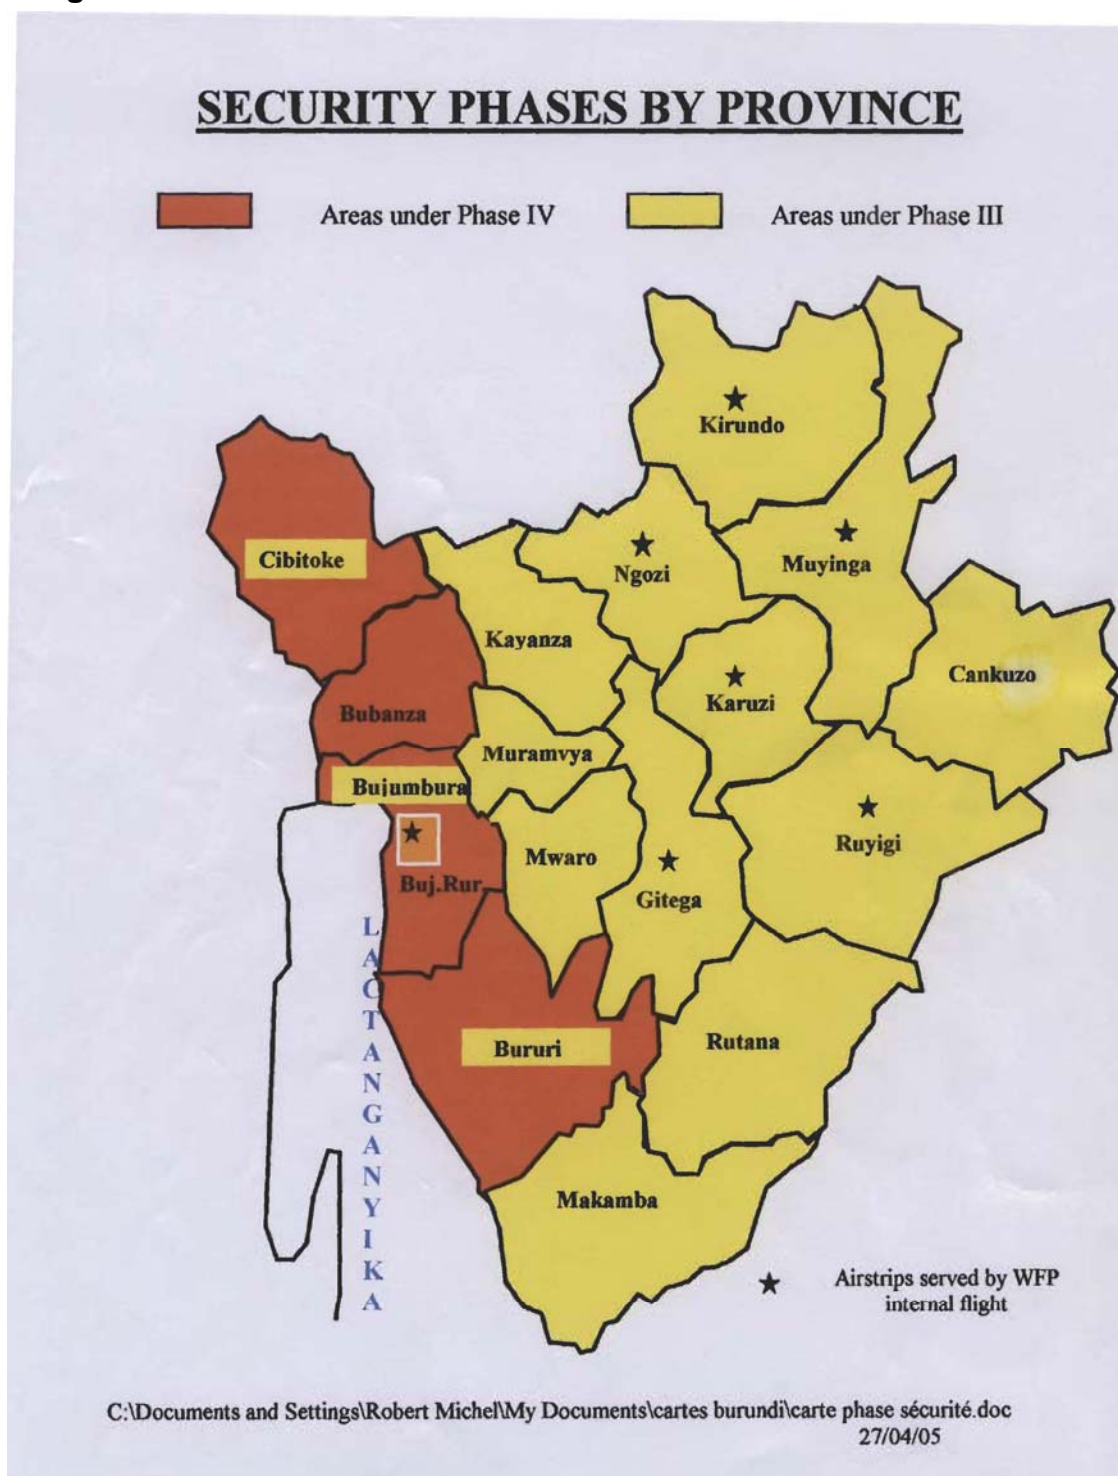 SECURITY PHASES BY PROVINCE
Areas under Phase IV
Areas under Phase III
Kirundo
Cibitoke
Ngozi
Muyinga
Kayanza
Cankuzo
Karuzi
Bubanza
Muramvya
Bujumbura
Ruyigi
Mwaro
Buj.Rur
Gitega
LACTANGANYIKA
Bururi
Rutana
Makamba
Airstrips served by WFP
internal flight
C:\Documents and Settings\Robert Michel\My Documents\cartes burundi\carte phase sécurité.doc
27/04/05